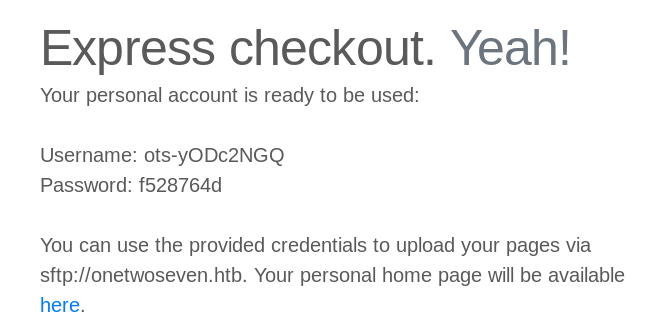 Express checkout. Yeah!
Your personal account is ready to be used:
Username: ots-yODc2NGQ
Password: f528764d
You can use the provided credentials to upload your pages via
sftp://onetwoseven.htb. Your personal home page will be available
here.